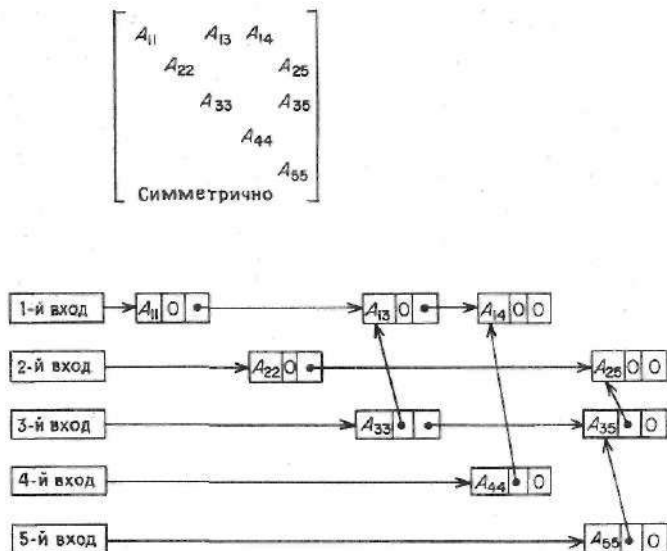 A₁₁ A₁₃ A₁₄
A₂₂ A₂₅
A₃₃ A₃₅
A₄₄
A₅₅
Симметрично
1-й вход A₁₁ 0 A₁₃ 0 A₁₄ 0 0
2-й вход A₂₂ 0 A₂₅ 0 0
3-й вход A₃₃ A₃₅ 0
4-й вход A₄₄ 0
5-й вход A₅₅ 0